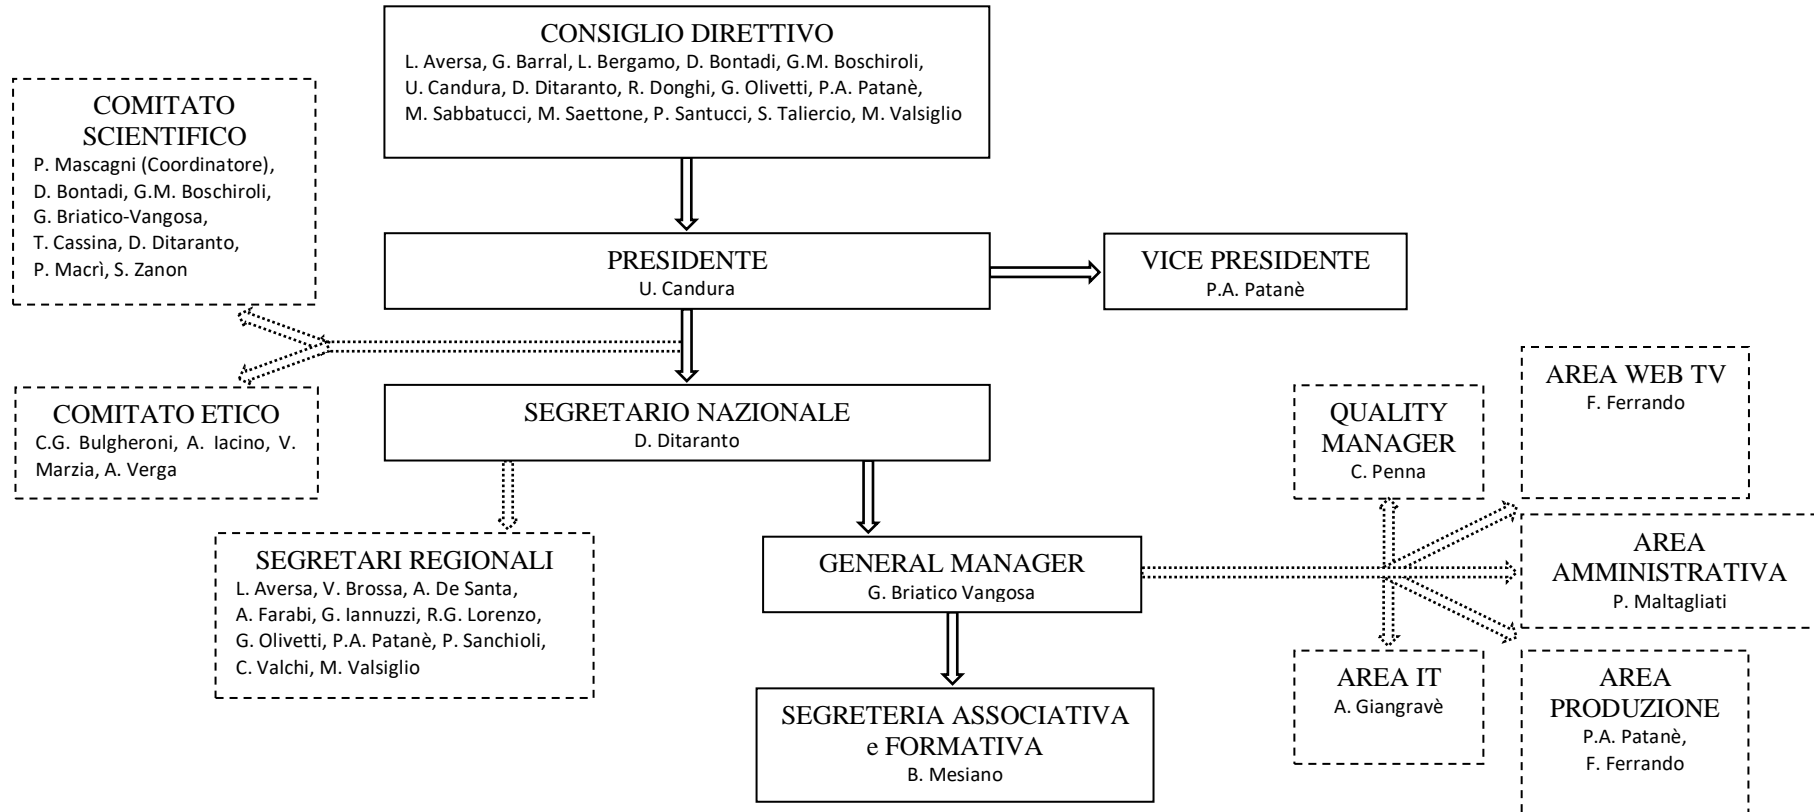 CONSIGLIO DIRETTIVO
L. Aversa, G. Barral, L. Bergamo, D. Bontadi, G.M. Boschiroli,
U. Candura, D. Ditaranto, R. Donghi, G. Olivetti, P.A. Patanè,
M. Sabbatucci, M. Saettone, P. Santucci, S. Taliercio, M. Valsiglio
COMITATO
SCIENTIFICO
P. Mascagni (Coordinatore),
D. Bontadi, G.M. Boschiroli,
G. Briatico-Vangosa,
T. Cassina, D. Ditaranto,
P. Macrì, S. Zanon
PRESIDENTE
U. Candura
VICE PRESIDENTE
P.A. Patanè
COMITATO ETICO
C.G. Bulgheroni, A. Iacino, V.
Marzia, A. Verga
SEGRETARIO NAZIONALE
D. Ditaranto
QUALITY
MANAGER
C. Penna
AREA WEB TV
F. Ferrando
SEGRETARI REGIONALI
L. Aversa, V. Brossa, A. De Santa,
A. Farabi, G. Iannuzzi, R.G. Lorenzo,
G. Olivetti, P.A. Patanè, P. Sanchioli,
C. Valchi, M. Valsiglio
GENERAL MANAGER
G. Briatico Vangosa
AREA
AMMINISTRATIVA
P. Maltagliati
SEGRETERIA ASSOCIATIVA
e FORMATIVA
B. Mesiano
AREA IT
A. Giangravè
AREA
PRODUZIONE
P.A. Patanè,
F. Ferrando